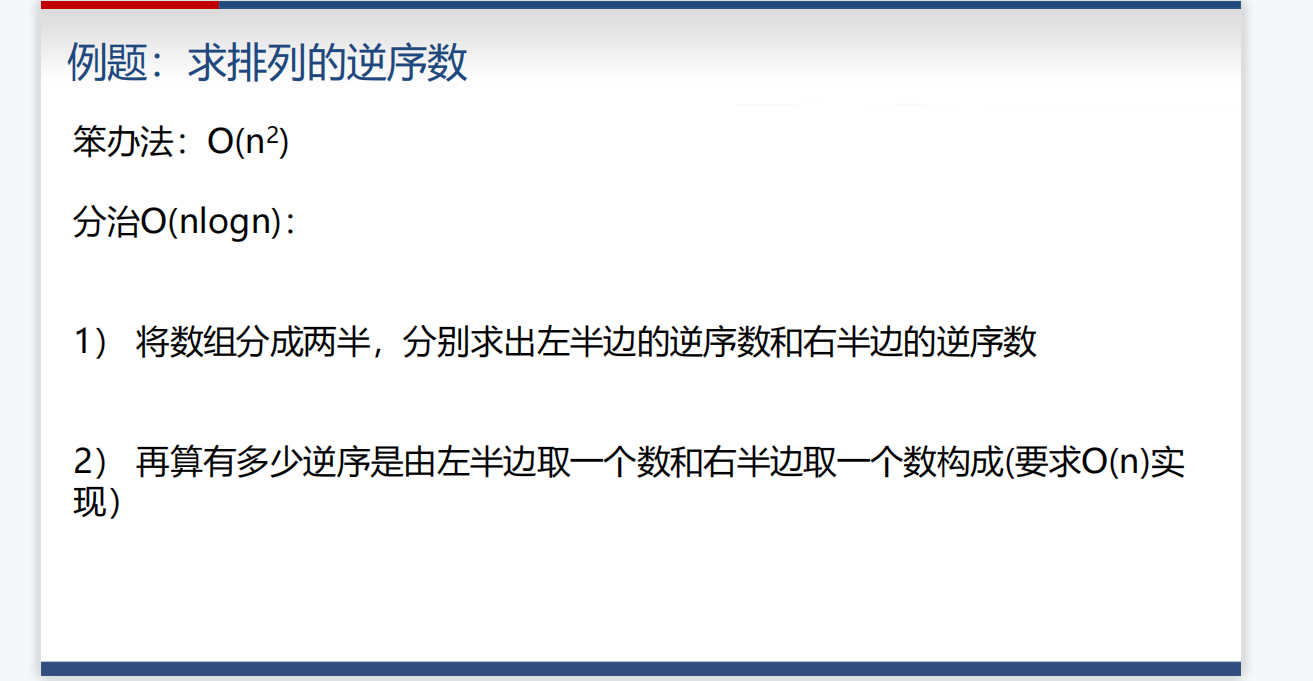 例题：求排列的逆序数
笨办法：O(n²)
分治O(nlogn)：
1） 将数组分成两半，分别求出左半边的逆序数和右半边的逆序数
2） 再算有多少逆序是由左半边取一个数和右半边取一个数构成(要求O(n)实
现）